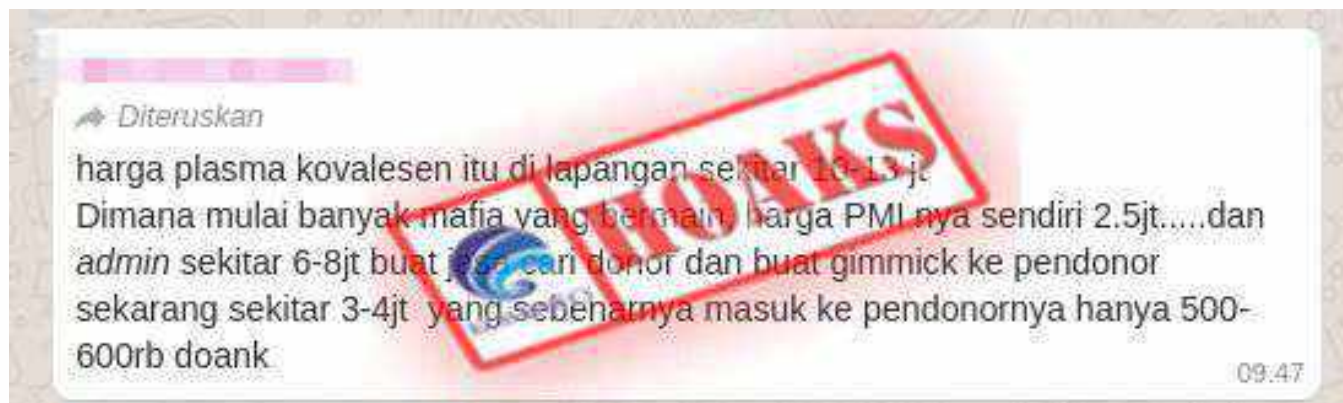 Diteruskan
harga plasma kovalesen itu di lapangan sekitar 10-13 jt
Dimana mulai banyak mafia yang bermain, harga PMI nya sendiri 2.5jt.....dan
admin sekitar 6-8jt buat cari donor dan buat gimmick ke pendonor
sekarang sekitar 3-4jt yang sebenarnya masuk ke pendonornya hanya 500-
600rb doank
09.47
HOAKS